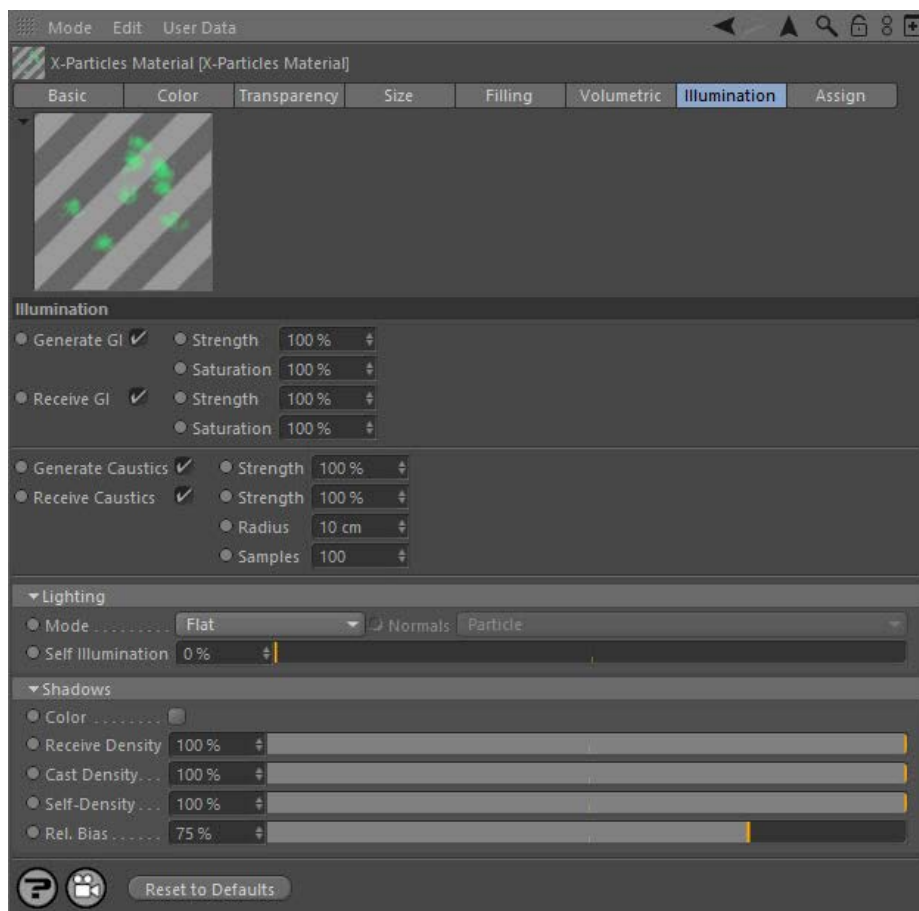 Mode Edit User Data
X-Particles Material [X-Particles Material]
Basic Color Transparency Size Filling Volumetric Illumination Assign
Illumination
Generate GI Strength 100 %
Saturation 100 %
Receive GI Strength 100 %
Saturation 100 %
Generate Caustics Strength 100 %
Receive Caustics Strength 100 %
Radius 10 cm
Samples 100
Lighting
Mode . . . . . . . . . Flat Normals Particle
Self Illumination 0 %
Shadows
Color . . . . . . . .
Receive Density 100 %
Cast Density. . . 100 %
Self-Density . . . 100 %
Rel. Bias . . . . . . 75 %
Reset to Defaults